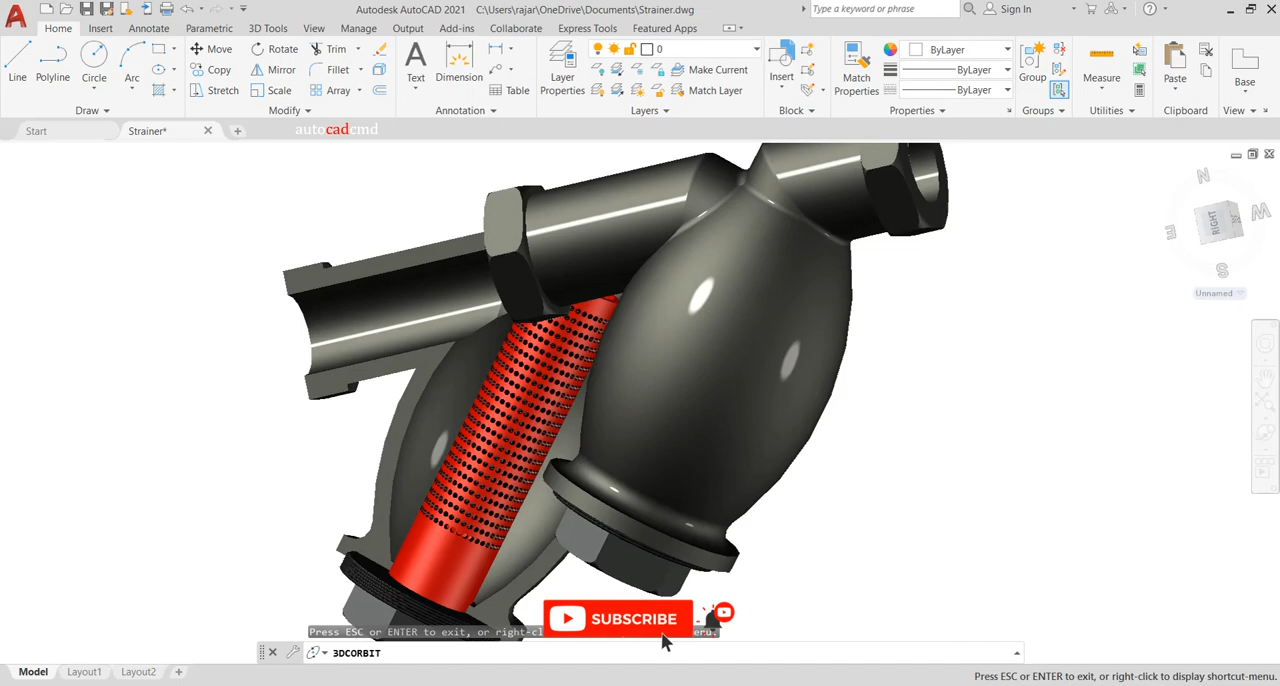 Autodesk AutoCAD 2021 C:\Users\rajar\OneDrive\Documents\Strainer.dwg
Type a keyword or phrase
Sign In
Home Insert Annotate Parametric 3D Tools View Manage Output Add-ins Collaborate Express Tools Featured Apps
Line
Polyline
Circle
Arc
Move Rotate Trim
Copy Mirror Fillet
Stretch Scale Array
Text
Dimension
Table
Layer
Properties
0
Make Current
Match Layer
Insert
Match
Properties
ByLayer
ByLayer
ByLayer
Group
Measure
Paste
Base
Draw Modify Annotation Layers Block Properties Groups Utilities Clipboard View
Start Strainer* autocadcmd
N
W
RIGHT
E
S
Unnamed
SUBSCRIBE
Press ESC or ENTER to exit, or right-cl enu.
3DCORBIT
Model Layout1 Layout2
Press ESC or ENTER to exit, or right-click to display shortcut-menu.